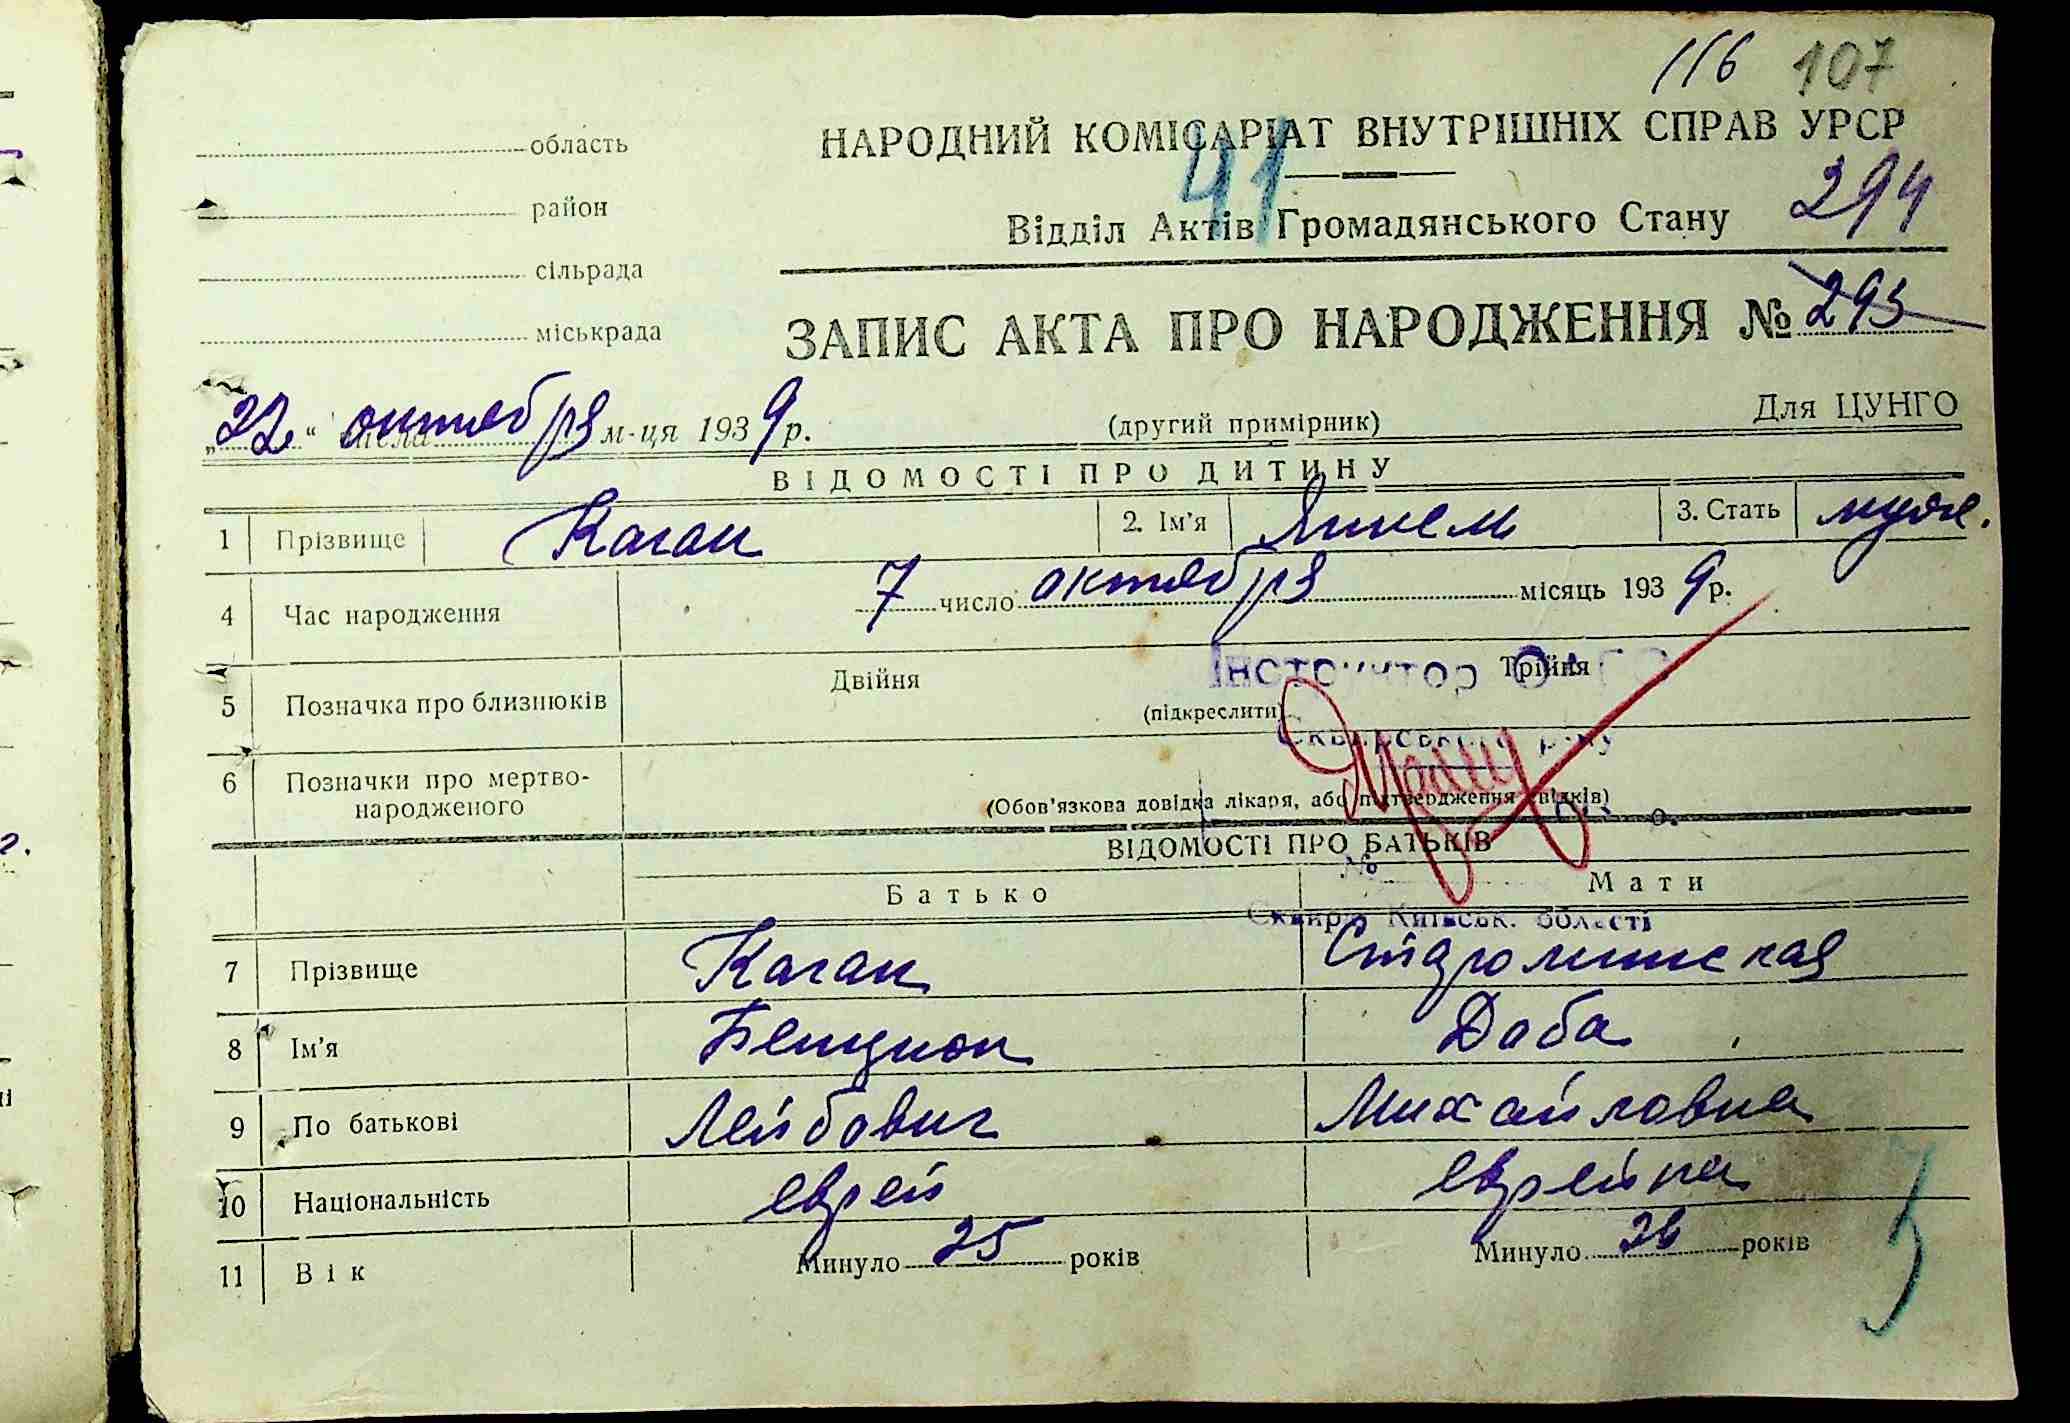 116 107
область
НАРОДНИЙ КОМІСАРІАТ ВНУТРІШНІХ СПРАВ УРСР
41
район
Відділ Актів Громадянського Стану 294
сільрада
міськрада
ЗАПИС АКТА ПРО НАРОДЖЕННЯ № 293
„22“ числа октября м-ця 1939 р. (другий примірник) Для ЦУНГО
ВІДОМОСТІ ПРО ДИТИНУ
1 Прізвище Каган 2. Ім'я 3. Стать муж.
4 Час народження 7 число октября місяць 1939 р.
5 Позначка про близнюків Двійня Трійня
(підкреслити)
Інструктор
Сквирського р-ну
6 Позначки про мертво-
народженого
(Обов'язкова довідка лікаря, або підтвердження свідків)
ВІДОМОСТІ ПРО БАТЬКІВ
№
Батько Мати
Сквира Київськ. області
7 Прізвище Каган
8 Ім'я Бенцион Доба
9 По батькові Лейбович Михайловна
10 Національність еврей еврейка
11 Вік Минуло 25 років Минуло років